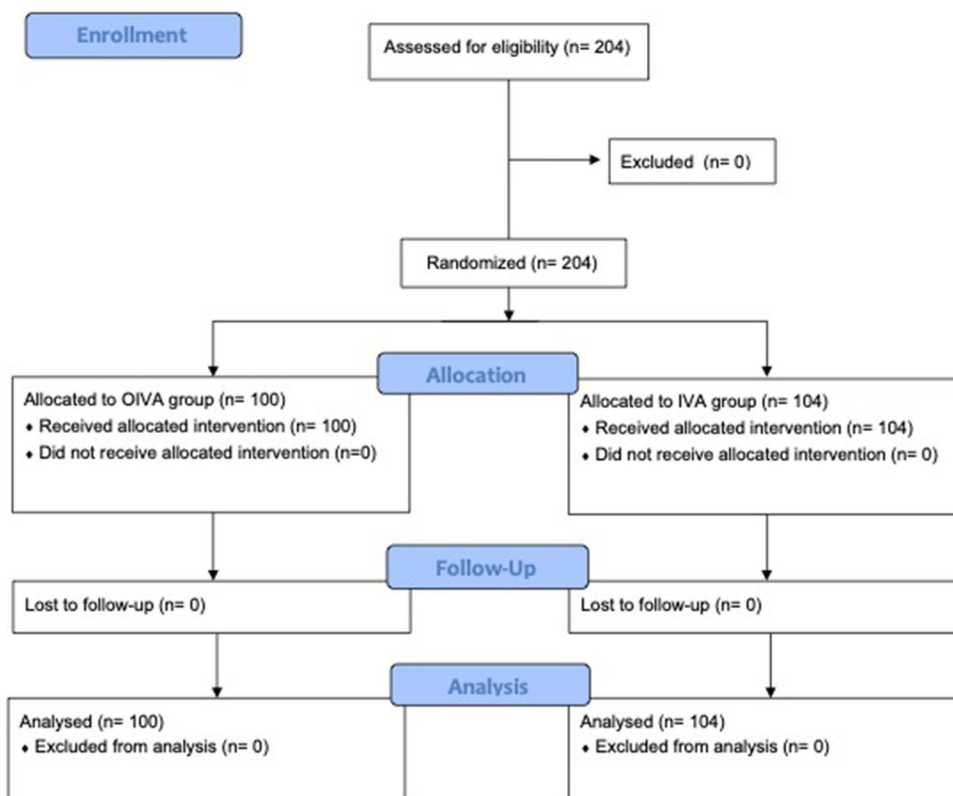 Enrollment
Assessed for eligibility (n= 204)
Excluded (n= 0)
Randomized (n= 204)
Allocation
Allocated to OIVA group (n= 100)
♦ Received allocated intervention (n= 100)
♦ Did not receive allocated intervention (n=0)
Allocated to IVA group (n= 104)
♦ Received allocated intervention (n= 104)
♦ Did not receive allocated intervention (n= 0)
Follow-Up
Lost to follow-up (n= 0)
Lost to follow-up (n= 0)
Analysis
Analysed (n= 100)
♦ Excluded from analysis (n= 0)
Analysed (n= 104)
♦ Excluded from analysis (n= 0)